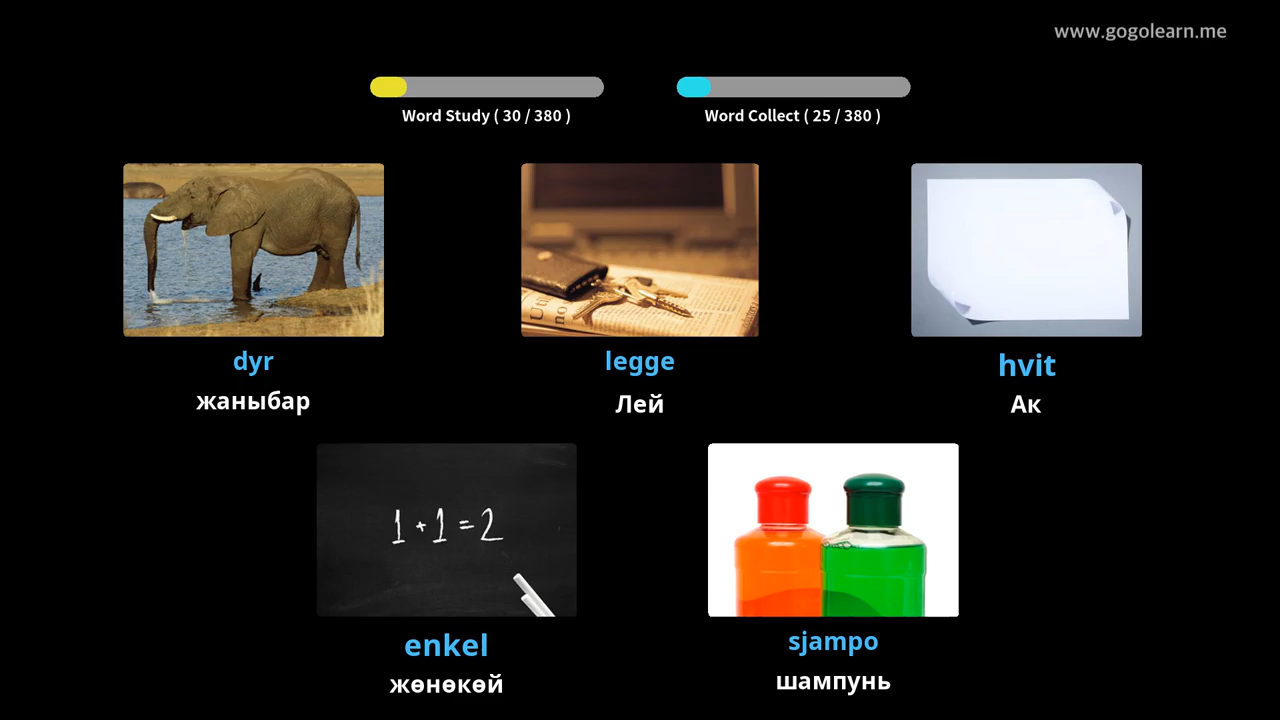 www.gogolearn.me
Word Study ( 30 / 380 )
Word Collect ( 25 / 380 )
dyr
legge
hvit
жаныбар
Лей
Ак
1 + 1 = 2
enkel
sjampo
жөнөкөй
шампунь